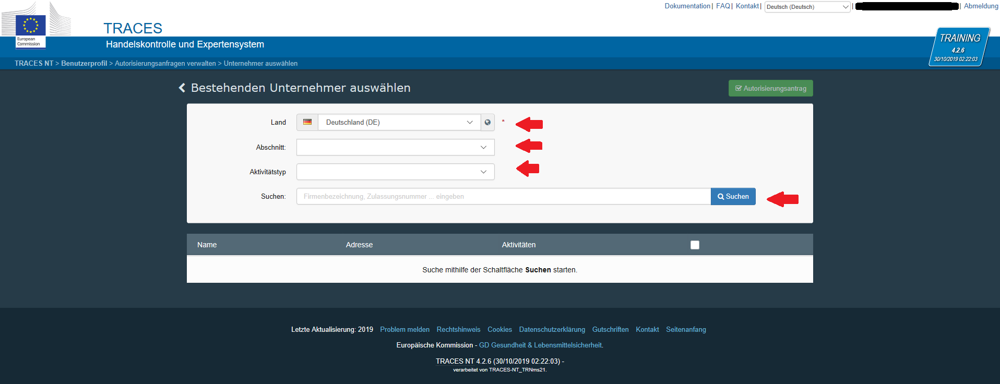 Dokumentation | FAQ | Kontakt | Deutsch (Deutsch) | | Abmeldung
European
Commission
TRACES
Handelskontrolle und Expertensystem
TRAINING
4.2.6
30/10/2019 02:22:03
TRACES NT > Benutzerprofil > Autorisierungsanfragen verwalten > Unternehmer auswählen
Bestehenden Unternehmer auswählen
Autorisierungsantrag
Land Deutschland (DE) *
Abschnitt:
Aktivitätstyp
Suchen: Firmenbezeichnung, Zulassungsnummer ... eingeben Suchen
Name Adresse Aktivitäten
Suche mithilfe der Schaltfläche Suchen starten.
Letzte Aktualisierung: 2019 Problem melden Rechtshinweis Cookies Datenschutzerklärung Gutschriften Kontakt Seitenanfang
Europäische Kommission - GD Gesundheit & Lebensmittelsicherheit.
TRACES NT 4.2.6 (30/10/2019 02:22:03) -
verarbeitet von TRACES-NT_TRNms21.